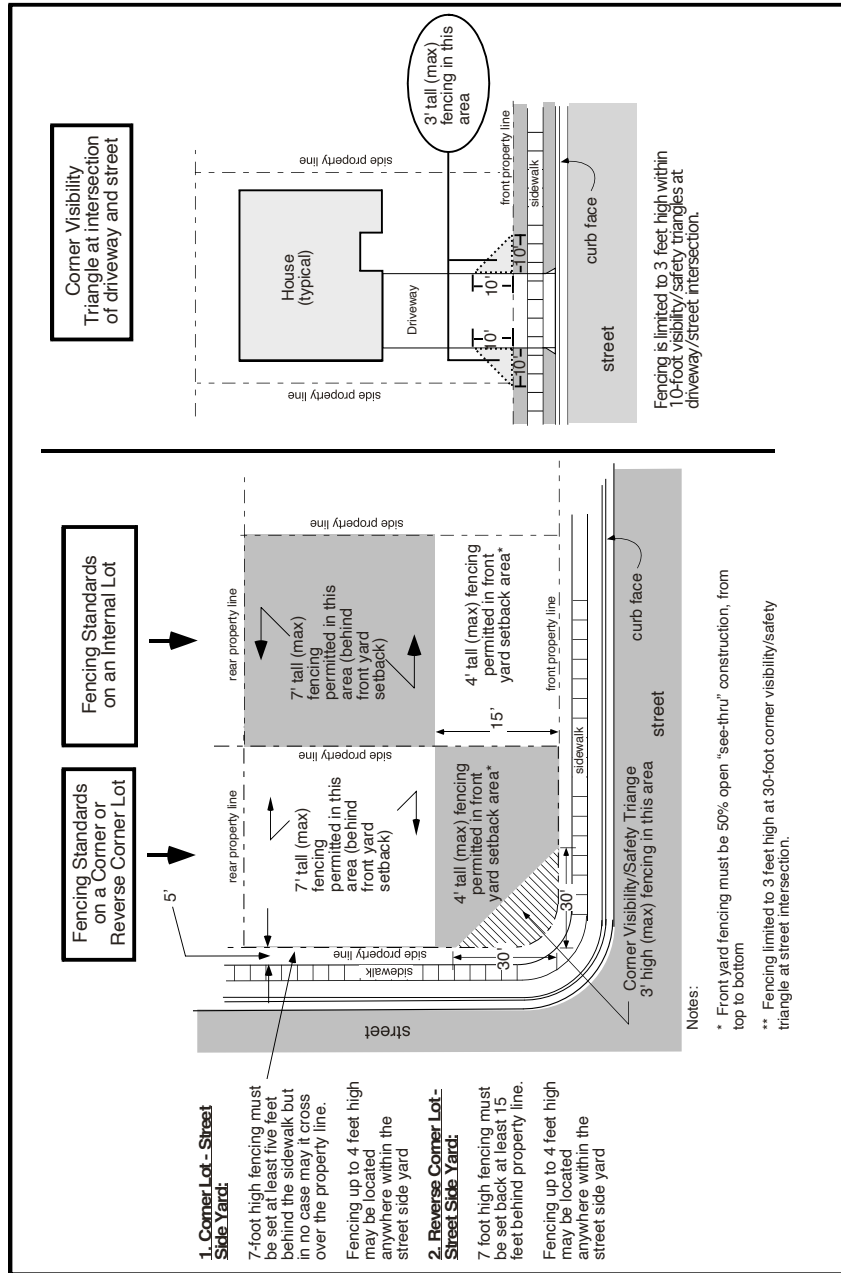 Fencing Standards
on a Corner or
Reverse Corner Lot
Fencing Standards
on an Internal Lot
Corner Visibility
Triangle at intersection
of driveway and street
1. Corner Lot - Street
Side Yard:
7-foot high fencing must
be set at least five feet
behind the sidewalk but
in no case may it cross
over the property line.
Fencing up to 4 feet high
may be located
anywhere within the
street side yard
2. Reverse Corner Lot -
Street Side Yard:
7 foot high fencing must
be set back at least 15
feet behind property line.
Fencing up to 4 feet high
may be located
anywhere within the
street side yard
5'
rear property line
7' tall (max)
fencing
permitted in this
area (behind
front yard
setback)
side property line
sidewalk
street
4' tall (max) fencing
permitted in front
yard setback area*
30'
30'
Corner Visibility/Safety Triange
3' high (max) fencing in this area
side property line
rear property line
7' tall (max)
fencing
permitted in this
area (behind
front yard
setback)
side property line
15'
4' tall (max) fencing
permitted in front
yard setback area*
front property line
sidewalk
street
curb face
Notes:
* Front yard fencing must be 50% open "see-thru" construction, from
top to bottom
** Fencing limited to 3 feet high at 30-foot corner visibility/safety
triangle at street intersection.
side property line
House
(typical)
side property line
Driveway
3' tall (max)
fencing in this
area
10'
10'
10'
10'
front property line
sidewalk
curb face
street
Fencing is limited to 3 feet high within
10-foot visibility/safety triangles at
driveway/street intersection.